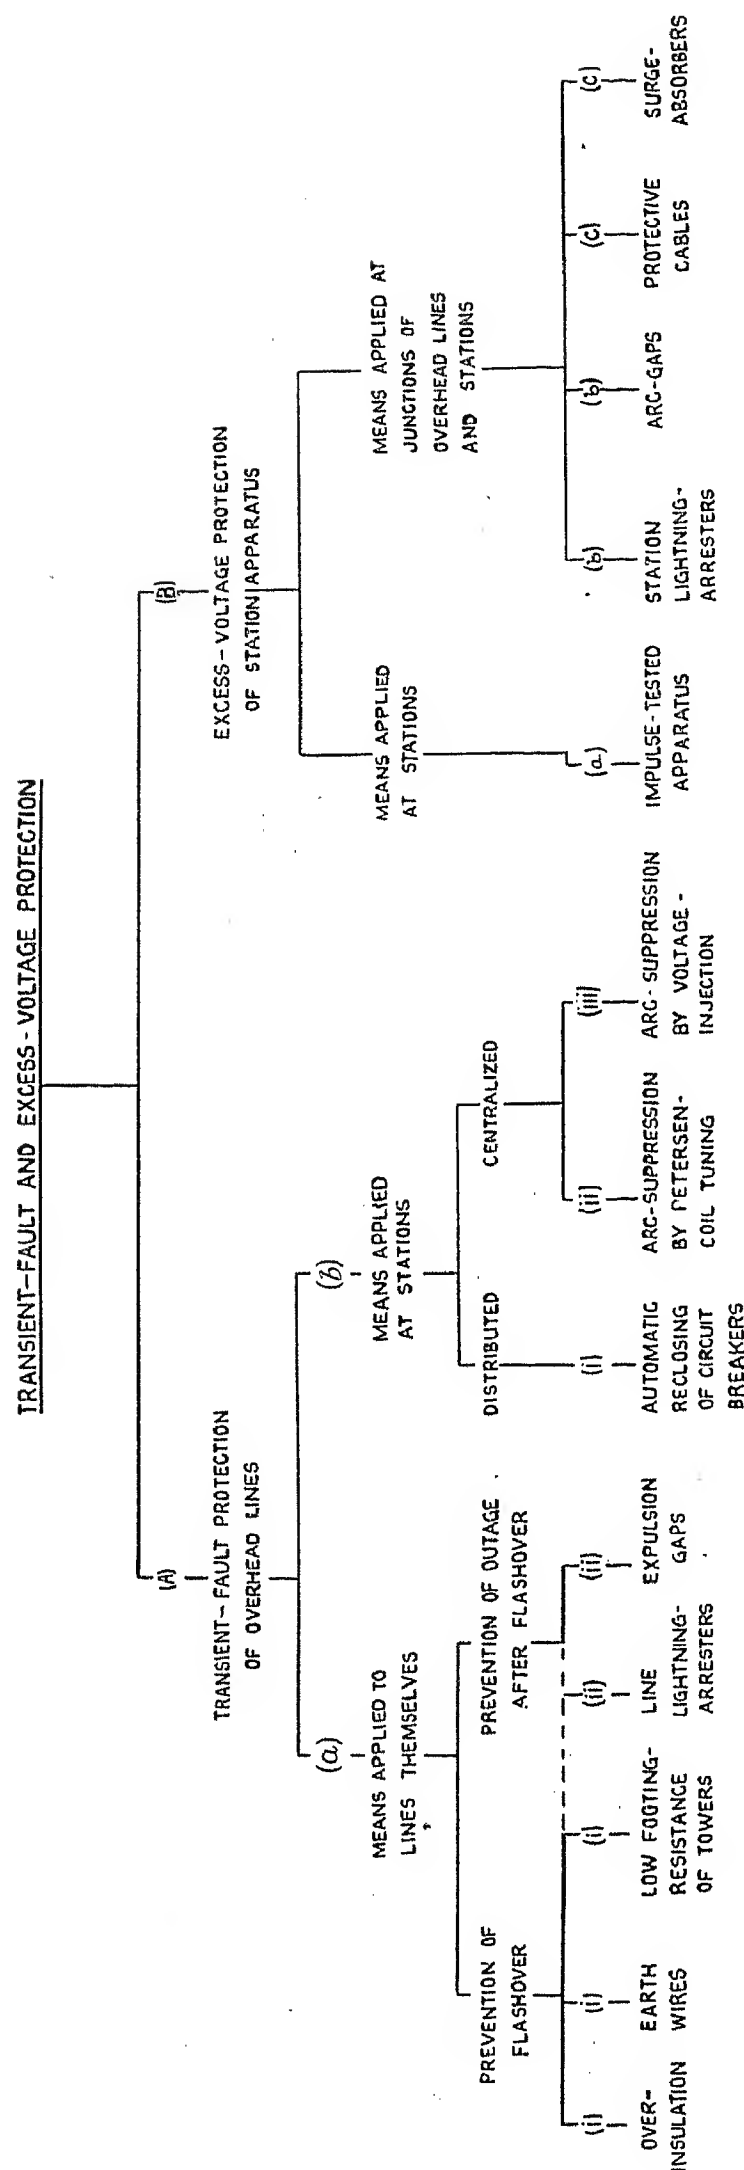 TRANSIENT-FAULT AND EXCESS-VOLTAGE PROTECTION
(A)
TRANSIENT-FAULT PROTECTION
OF OVERHEAD LINES
(a)
MEANS APPLIED TO
LINES THEMSELVES
PREVENTION OF
FLASHOVER
(i)
OVER-
INSULATION
(i)
EARTH
WIRES
(i)
LOW FOOTING-
RESISTANCE
OF TOWERS
PREVENTION OF OUTAGE
AFTER FLASHOVER
(ii)
LINE
LIGHTNING-
ARRESTERS
(ii)
EXPULSION
GAPS
(b)
MEANS APPLIED
AT STATIONS
DISTRIBUTED
(i)
AUTOMATIC
RECLOSING
OF CIRCUIT
BREAKERS
CENTRALIZED
(ii)
ARC-SUPPRESSION
BY PETERSEN-
COIL TUNING
(iii)
ARC-SUPPRESSION
BY VOLTAGE-
INJECTION
(B)
EXCESS-VOLTAGE PROTECTION
OF STATION APPARATUS
MEANS APPLIED
AT STATIONS
(a)
IMPULSE-TESTED
APPARATUS
MEANS APPLIED AT
JUNCTIONS OF
OVERHEAD LINES
AND STATIONS
(b)
STATION
LIGHTNING-
ARRESTERS
(b)
ARC-GAPS
(c)
PROTECTIVE
CABLES
(c)
SURGE-
ABSORBERS